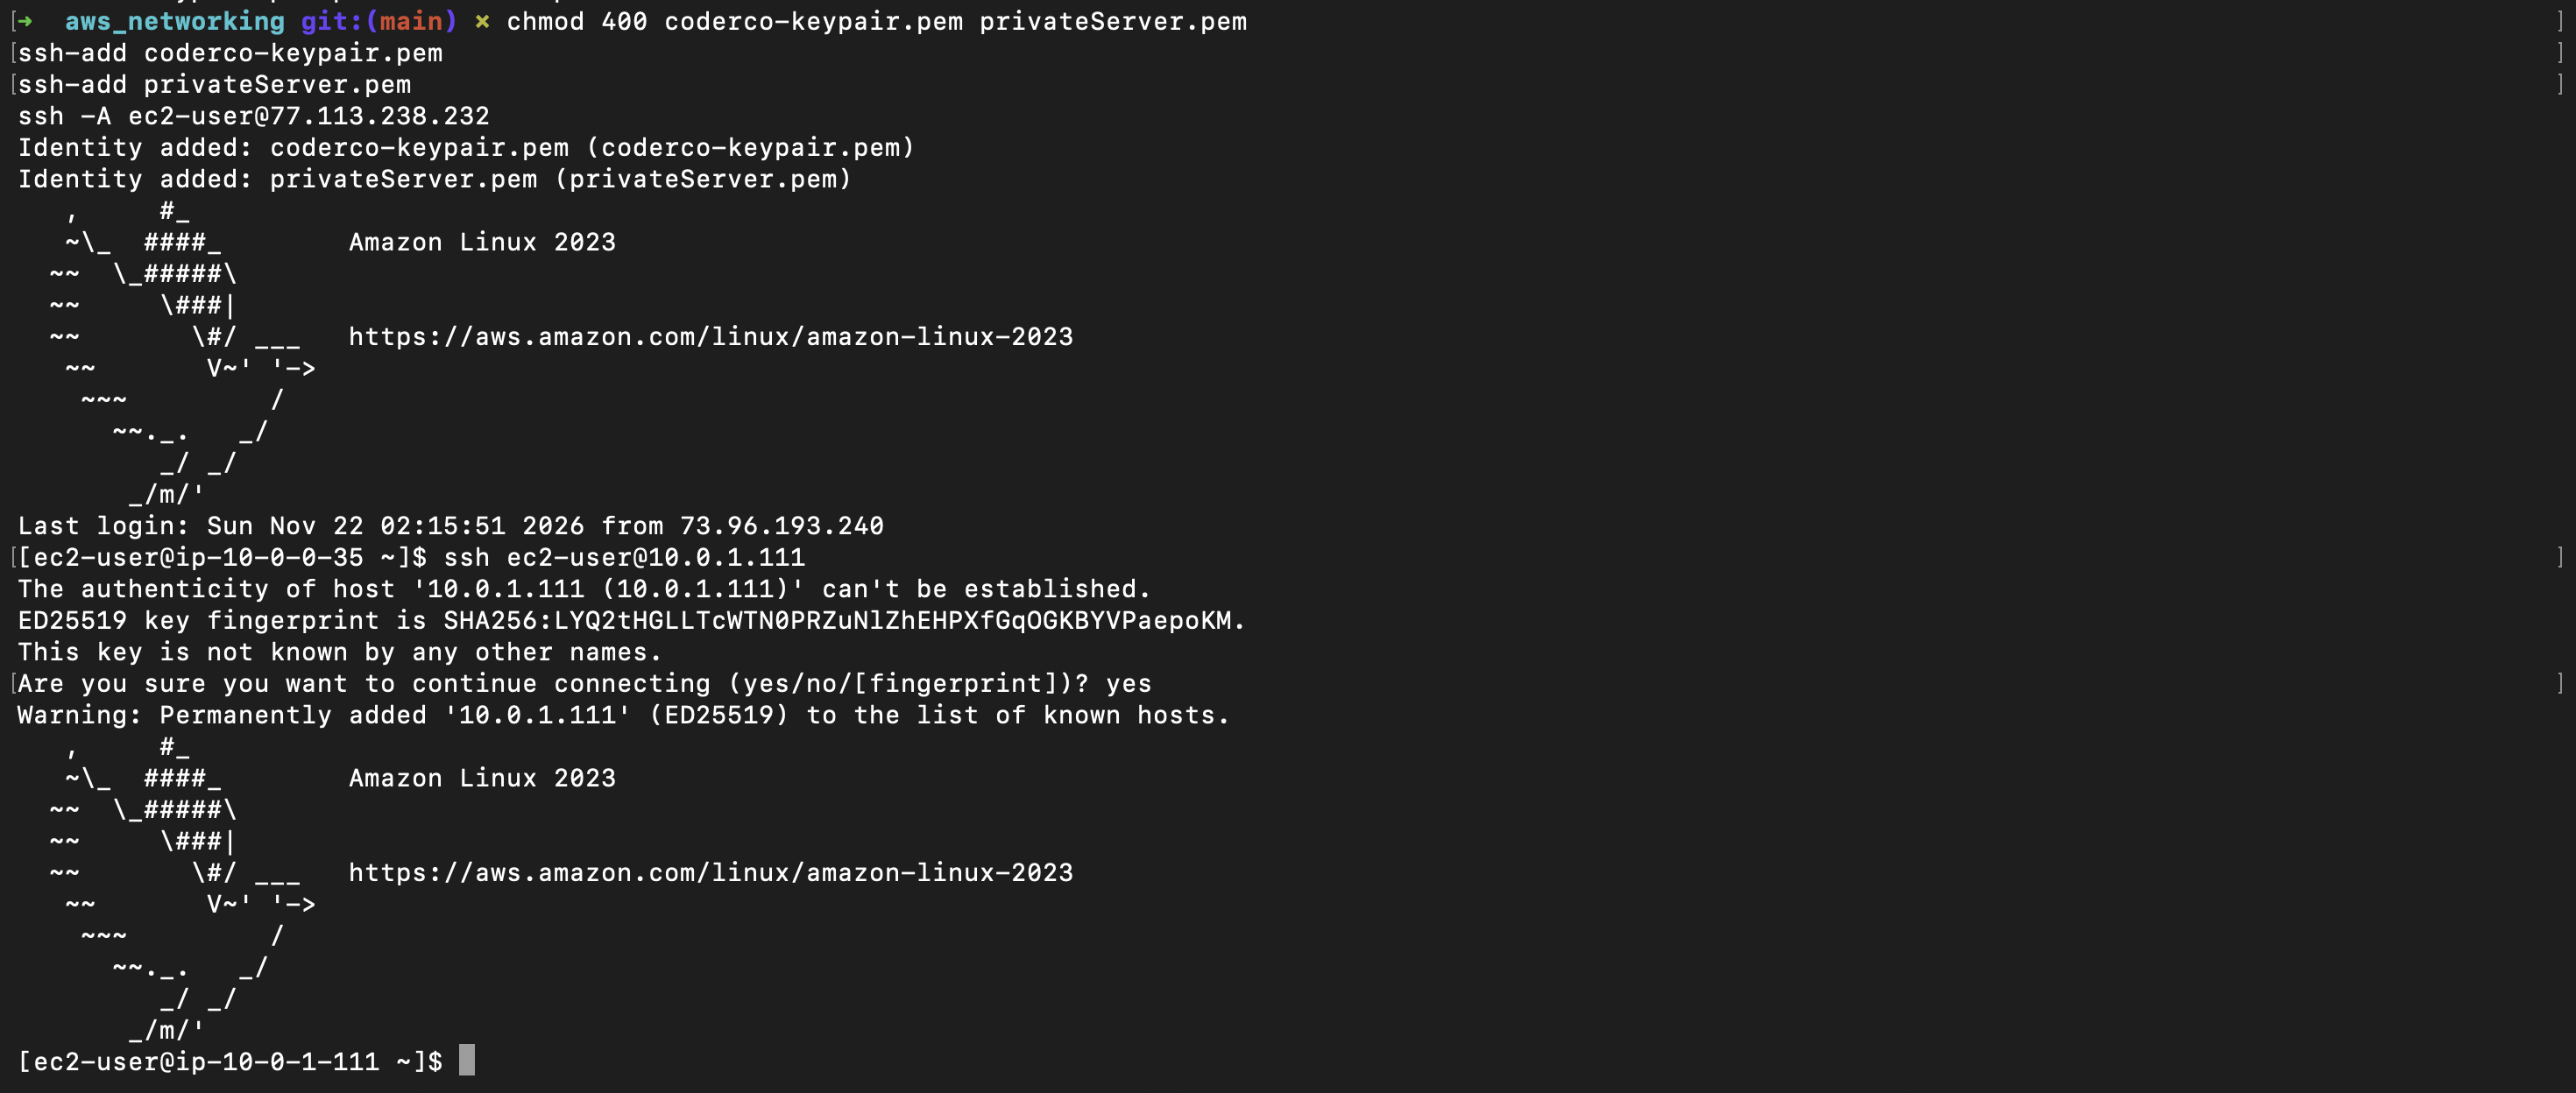 [➜  aws_networking git:(main) × chmod 400 coderco-keypair.pem privateServer.pem ]
[ssh-add coderco-keypair.pem ]
[ssh-add privateServer.pem ]
ssh -A ec2-user@77.113.238.232
Identity added: coderco-keypair.pem (coderco-keypair.pem)
Identity added: privateServer.pem (privateServer.pem)
   ,     #_
   ~\_  ####_        Amazon Linux 2023
  ~~  \_#####\
  ~~     \###|
  ~~       \#/ ___   https://aws.amazon.com/linux/amazon-linux-2023
   ~~       V~' '->
    ~~~         /
      ~~._.   _/
         _/ _/
       _/m/'
Last login: Sun Nov 22 02:15:51 2026 from 73.96.193.240
[[ec2-user@ip-10-0-0-35 ~]$ ssh ec2-user@10.0.1.111 ]
The authenticity of host '10.0.1.111 (10.0.1.111)' can't be established.
ED25519 key fingerprint is SHA256:LYQ2tHGLLTcWTN0PRZuNlZhEHPXfGqOGKBYVPaepoKM.
This key is not known by any other names.
[Are you sure you want to continue connecting (yes/no/[fingerprint])? yes ]
Warning: Permanently added '10.0.1.111' (ED25519) to the list of known hosts.
   ,     #_
   ~\_  ####_        Amazon Linux 2023
  ~~  \_#####\
  ~~     \###|
  ~~       \#/ ___   https://aws.amazon.com/linux/amazon-linux-2023
   ~~       V~' '->
    ~~~         /
      ~~._.   _/
         _/ _/
       _/m/'
[ec2-user@ip-10-0-1-111 ~]$